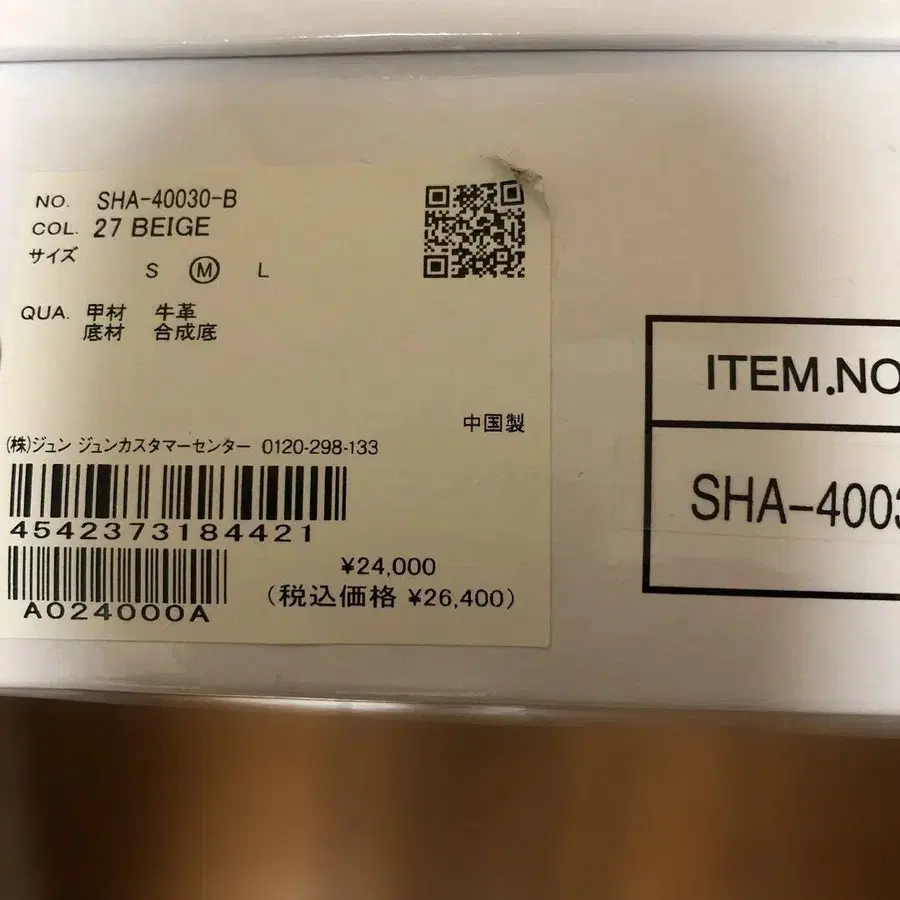 NO. SHA-40030-B
COL. 27 BEIGE
サイズ
S M L
QUA. 甲材 牛革
底材 合成底
中国製
(株)ジュン ジュンカスタマーセンター 0120-298-133
4542373184421
A024000A
¥24,000
(税込価格 ¥26,400)
ITEM.NO
SHA-4003